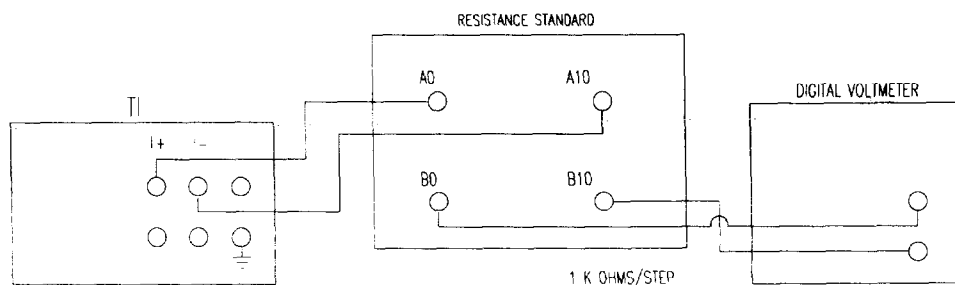 RESISTANCE STANDARD
A0 A10
DIGITAL VOLTMETER
TI
I+
B0 B10
1 K OHMS/STEP